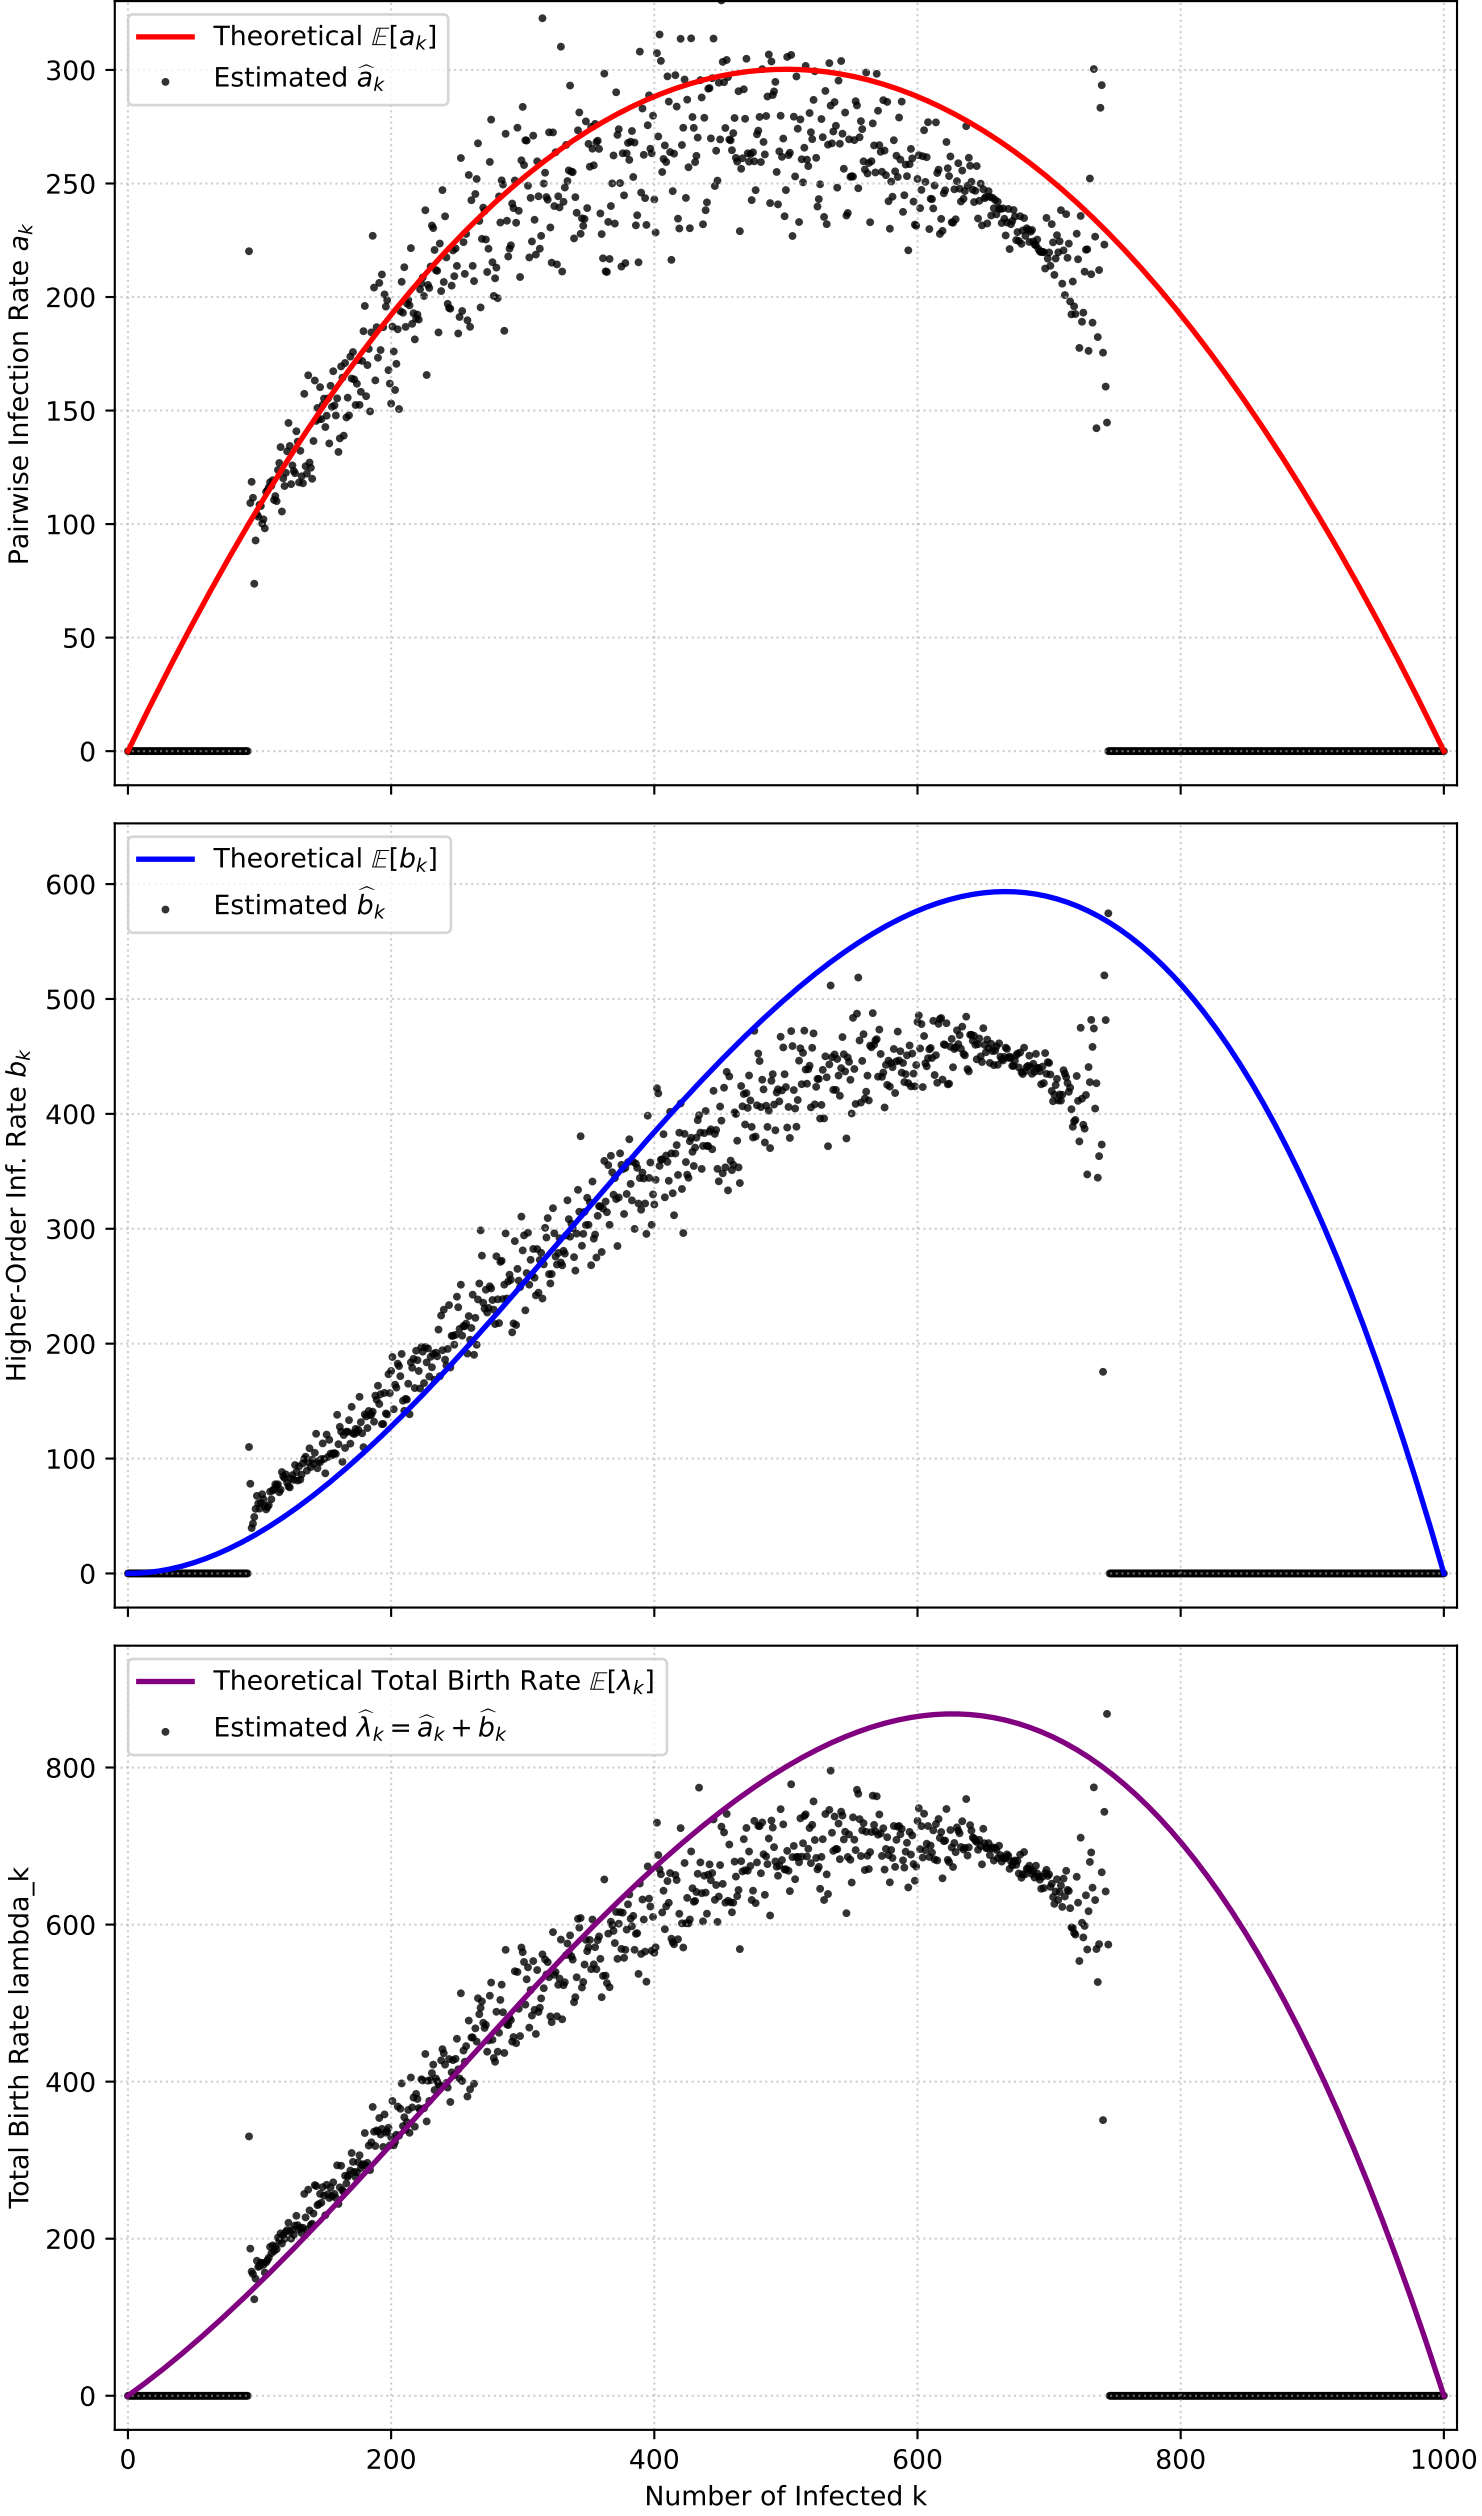 Theoretical 𝔼[a_k]
Estimated â_k
300
250
200
150
100
50
0
Pairwise Infection Rate a_k
Theoretical 𝔼[b_k]
Estimated b̂_k
600
500
400
300
200
100
0
Higher-Order Inf. Rate b_k
Theoretical Total Birth Rate 𝔼[λ_k]
Estimated λ̂_k = â_k + b̂_k
800
600
400
200
0
Total Birth Rate lambda_k
0 200 400 600 800 1000
Number of Infected k